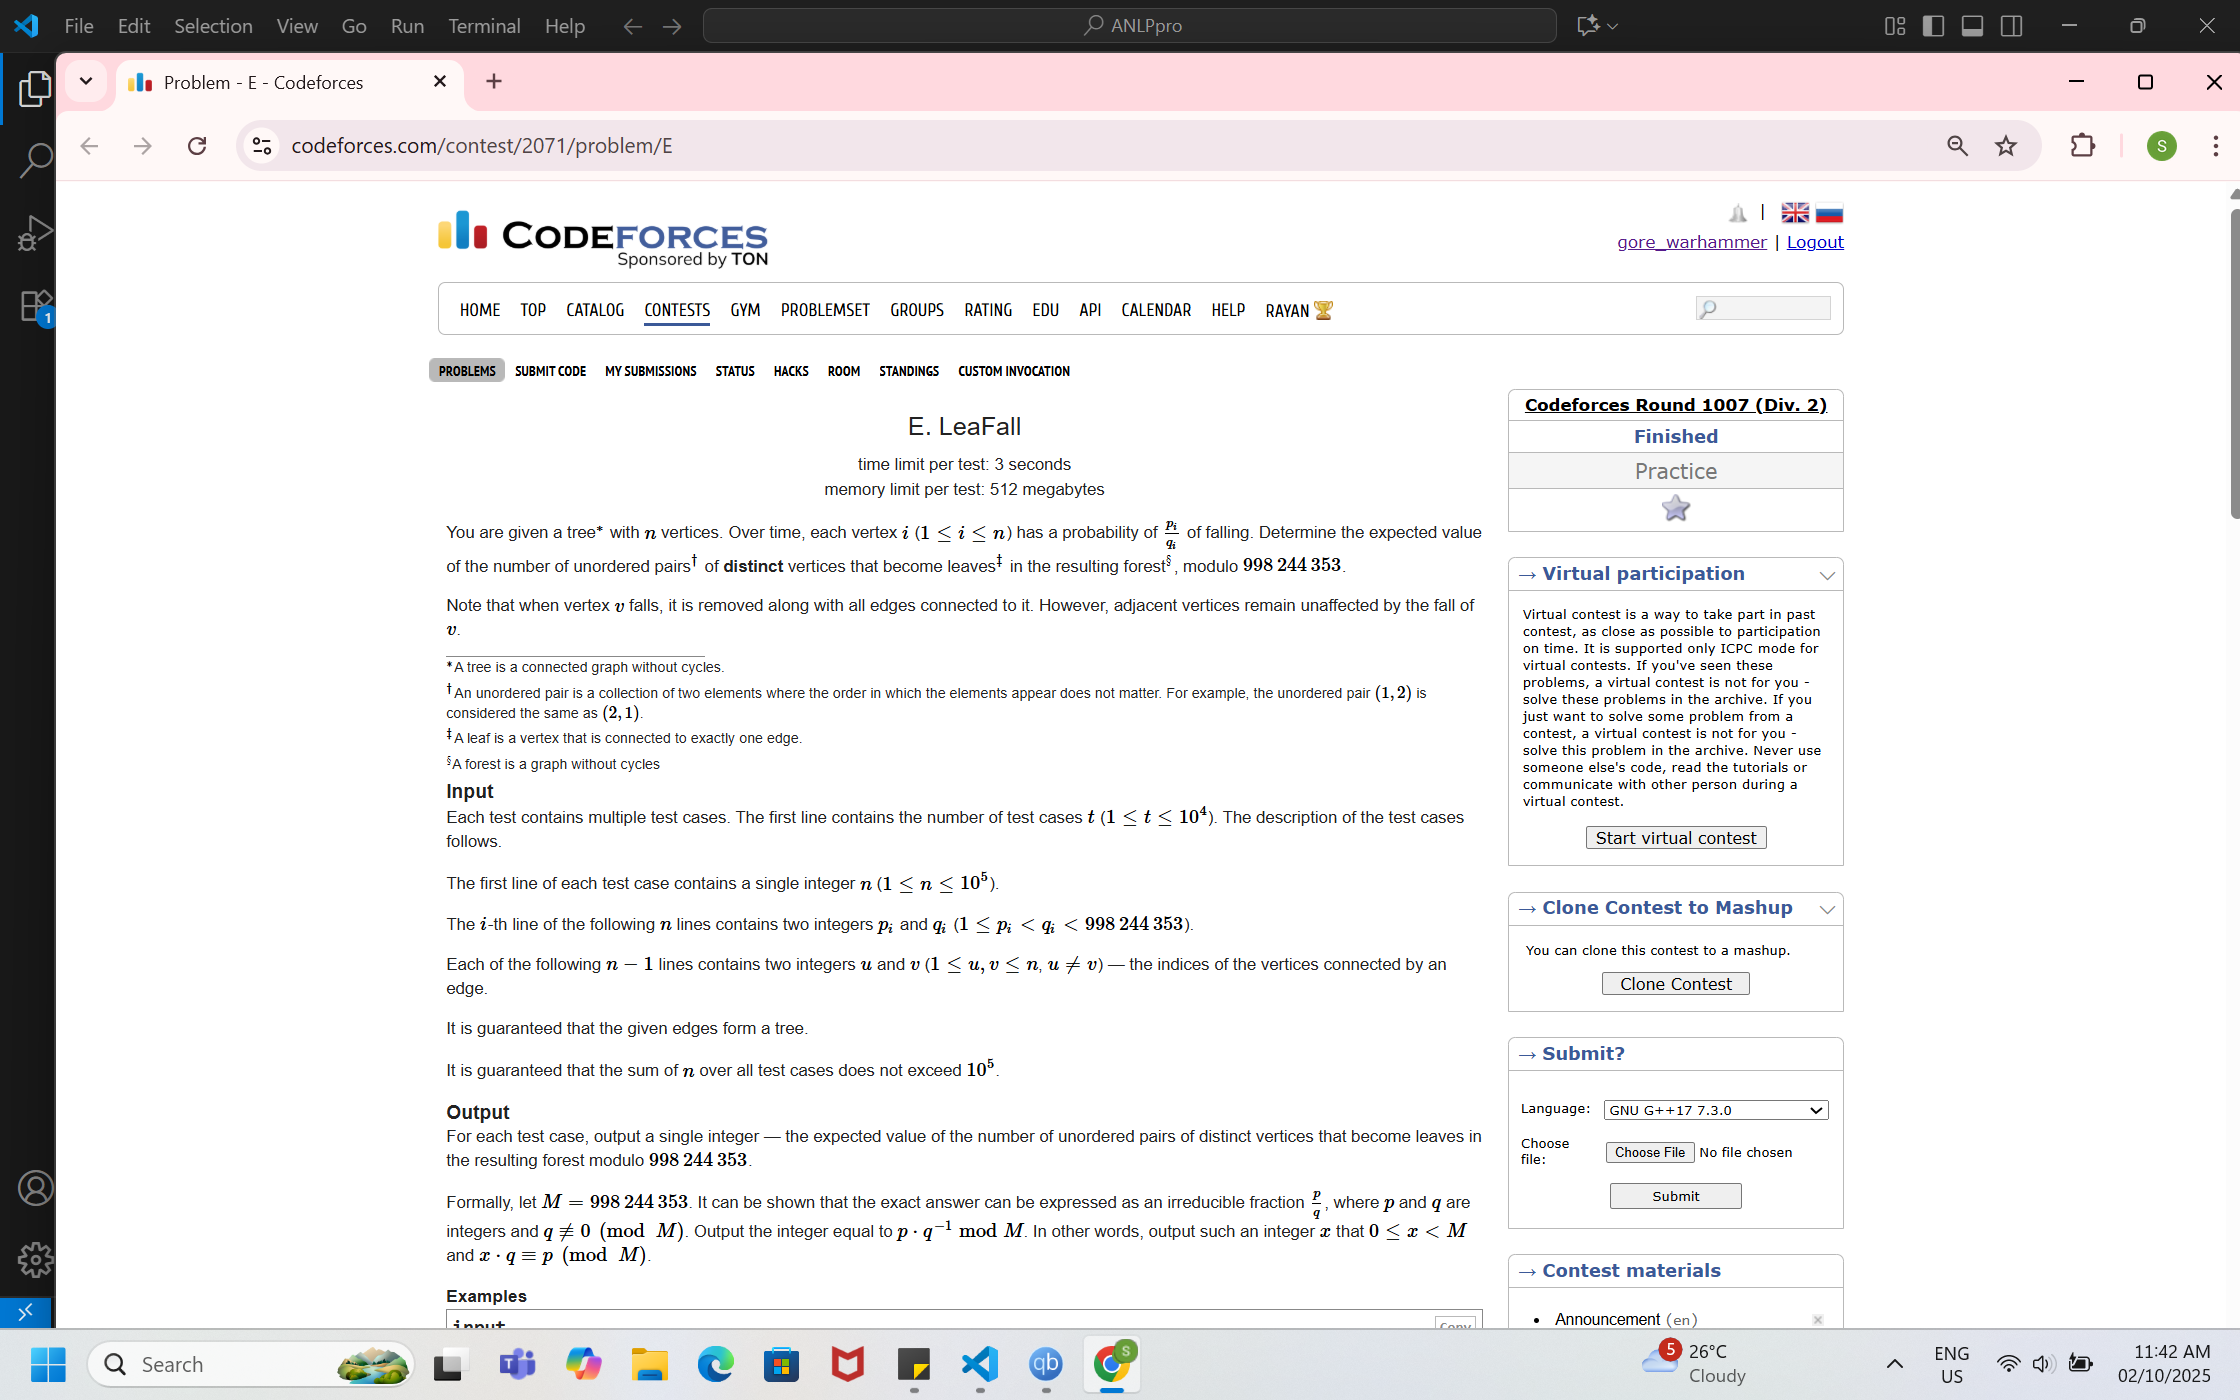 File Edit Selection View Go Run Terminal Help
ANLPpro
Problem - E - Codeforces
codeforces.com/contest/2071/problem/E
S
1
CODEFORCES
Sponsored by TON
|
gore_warhammer | Logout
HOME TOP CATALOG CONTESTS GYM PROBLEMSET GROUPS RATING EDU API CALENDAR HELP RAYAN
PROBLEMS SUBMIT CODE MY SUBMISSIONS STATUS HACKS ROOM STANDINGS CUSTOM INVOCATION
E. LeaFall
time limit per test: 3 seconds
memory limit per test: 512 megabytes
You are given a tree* with n vertices. Over time, each vertex i (1 ≤ i ≤ n) has a probability of p_i/q_i of falling. Determine the expected value
of the number of unordered pairs† of distinct vertices that become leaves‡ in the resulting forest§, modulo 998 244 353.
Note that when vertex v falls, it is removed along with all edges connected to it. However, adjacent vertices remain unaffected by the fall of
v.
*A tree is a connected graph without cycles.
†An unordered pair is a collection of two elements where the order in which the elements appear does not matter. For example, the unordered pair (1, 2) is
considered the same as (2, 1).
‡A leaf is a vertex that is connected to exactly one edge.
§A forest is a graph without cycles
Input
Each test contains multiple test cases. The first line contains the number of test cases t (1 ≤ t ≤ 10^4). The description of the test cases
follows.
The first line of each test case contains a single integer n (1 ≤ n ≤ 10^5).
The i-th line of the following n lines contains two integers p_i and q_i (1 ≤ p_i < q_i < 998 244 353).
Each of the following n − 1 lines contains two integers u and v (1 ≤ u, v ≤ n, u ≠ v) — the indices of the vertices connected by an
edge.
It is guaranteed that the given edges form a tree.
It is guaranteed that the sum of n over all test cases does not exceed 10^5.
Output
For each test case, output a single integer — the expected value of the number of unordered pairs of distinct vertices that become leaves in
the resulting forest modulo 998 244 353.
Formally, let M = 998 244 353. It can be shown that the exact answer can be expressed as an irreducible fraction p/q, where p and q are
integers and q ≢ 0 (mod M). Output the integer equal to p · q^−1 mod M. In other words, output such an integer x that 0 ≤ x < M
and x · q ≡ p (mod M).
Examples
input
Copy
Codeforces Round 1007 (Div. 2)
Finished
Practice
→ Virtual participation
Virtual contest is a way to take part in past
contest, as close as possible to participation
on time. It is supported only ICPC mode for
virtual contests. If you've seen these
problems, a virtual contest is not for you -
solve these problems in the archive. If you
just want to solve some problem from a
contest, a virtual contest is not for you -
solve this problem in the archive. Never use
someone else's code, read the tutorials or
communicate with other person during a
virtual contest.
Start virtual contest
→ Clone Contest to Mashup
You can clone this contest to a mashup.
Clone Contest
→ Submit?
Language: GNU G++17 7.3.0
Choose
file:
Choose File No file chosen
Submit
→ Contest materials
• Announcement (en)
Search
T
qb
S
5
26°C
Cloudy
ENG
US
11:42 AM
02/10/2025